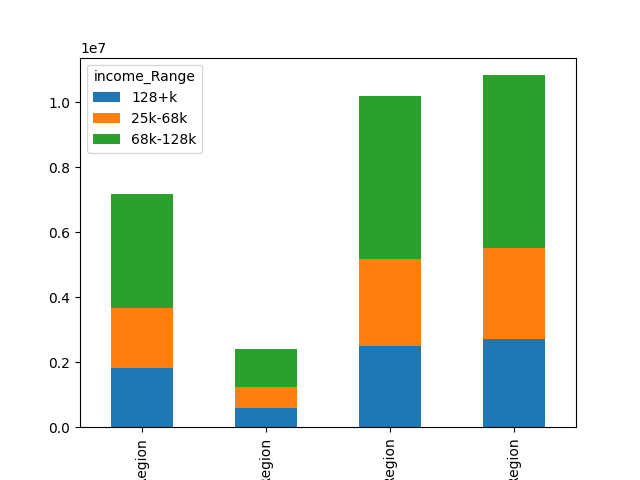 1e7
income_Range
128+k
25k-68k
68k-128k
1.0
0.8
0.6
0.4
0.2
0.0
Region
Region
Region
Region